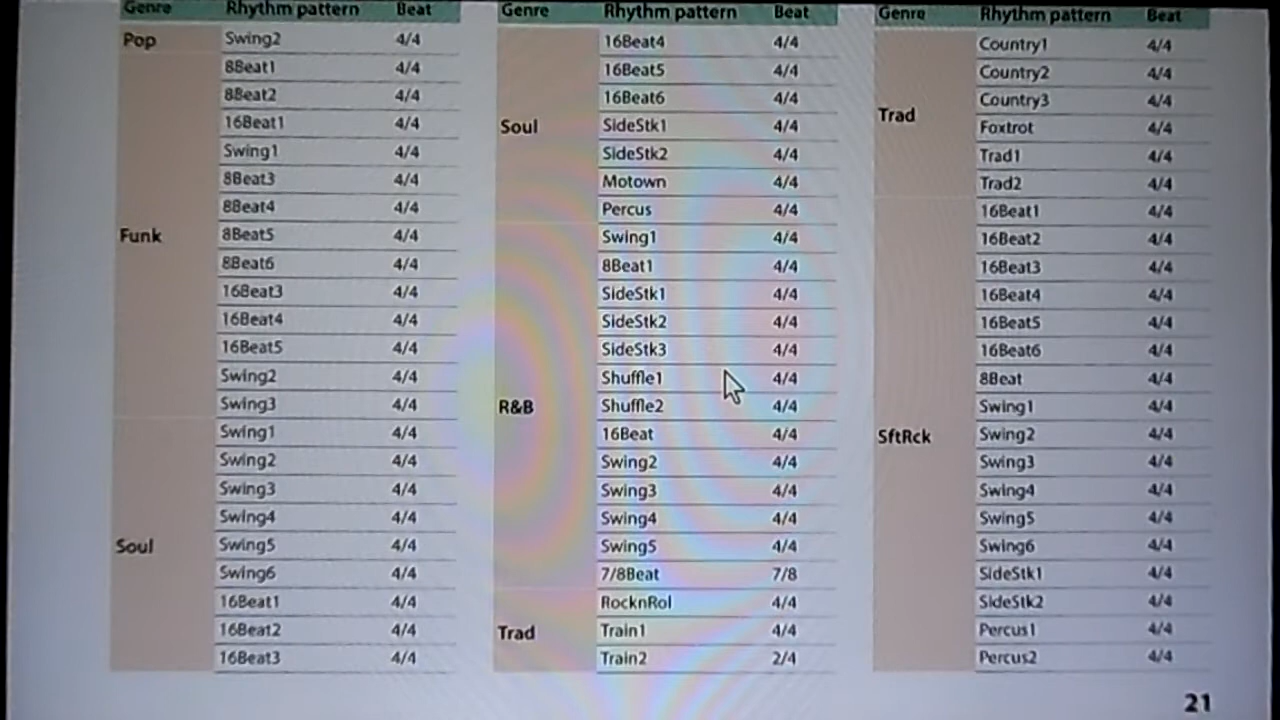 Genre Rhythm pattern Beat
Pop Swing2 4/4
8Beat1 4/4
8Beat2 4/4
16Beat1 4/4
Swing1 4/4
8Beat3 4/4
8Beat4 4/4
Funk 8Beat5 4/4
8Beat6 4/4
16Beat3 4/4
16Beat4 4/4
16Beat5 4/4
Swing2 4/4
Swing3 4/4
Swing1 4/4
Swing2 4/4
Swing3 4/4
Swing4 4/4
Soul Swing5 4/4
Swing6 4/4
16Beat1 4/4
16Beat2 4/4
16Beat3 4/4
Genre Rhythm pattern Beat
16Beat4 4/4
16Beat5 4/4
16Beat6 4/4
Soul SideStk1 4/4
SideStk2 4/4
Motown 4/4
Percus 4/4
Swing1 4/4
8Beat1 4/4
SideStk1 4/4
SideStk2 4/4
SideStk3 4/4
Shuffle1 4/4
R&B Shuffle2 4/4
16Beat 4/4
Swing2 4/4
Swing3 4/4
Swing4 4/4
Swing5 4/4
7/8Beat 7/8
RocknRol 4/4
Trad Train1 4/4
Train2 2/4
Genre Rhythm pattern Beat
Country1 4/4
Country2 4/4
Country3 4/4
Trad
Foxtrot 4/4
Trad1 4/4
Trad2 4/4
16Beat1 4/4
16Beat2 4/4
16Beat3 4/4
16Beat4 4/4
16Beat5 4/4
16Beat6 4/4
8Beat 4/4
Swing1 4/4
SftRck Swing2 4/4
Swing3 4/4
Swing4 4/4
Swing5 4/4
Swing6 4/4
SideStk1 4/4
SideStk2 4/4
Percus1 4/4
Percus2 4/4
21